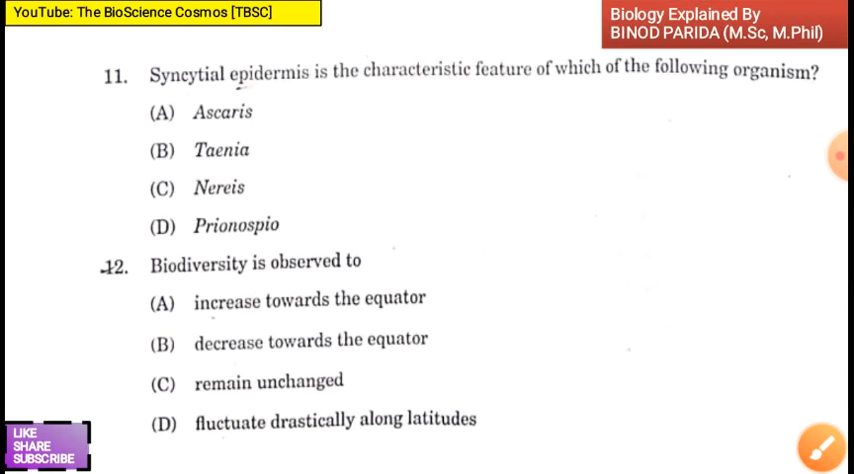 YouTube: The BioScience Cosmos [TBSC]
Biology Explained By
BINOD PARIDA (M.Sc, M.Phil)
11. Syncytial epidermis is the characteristic feature of which of the following organism?
(A) Ascaris
(B) Taenia
(C) Nereis
(D) Prionospio
12. Biodiversity is observed to
(A) increase towards the equator
(B) decrease towards the equator
(C) remain unchanged
(D) fluctuate drastically along latitudes
LIKE
SHARE
SUBSCRIBE